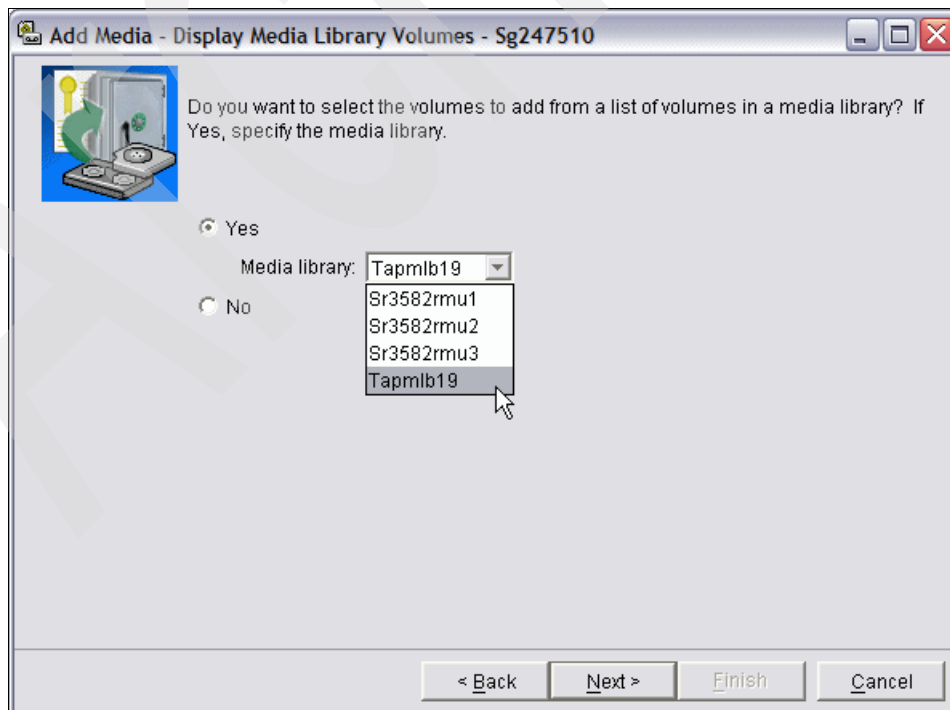 Add Media - Display Media Library Volumes - Sg247510
Do you want to select the volumes to add from a list of volumes in a media library? If
Yes, specify the media library.
Yes
Media library: Tapmlb19
No
Sr3582rmu1
Sr3582rmu2
Sr3582rmu3
Tapmlb19
< Back
Next >
Finish
Cancel